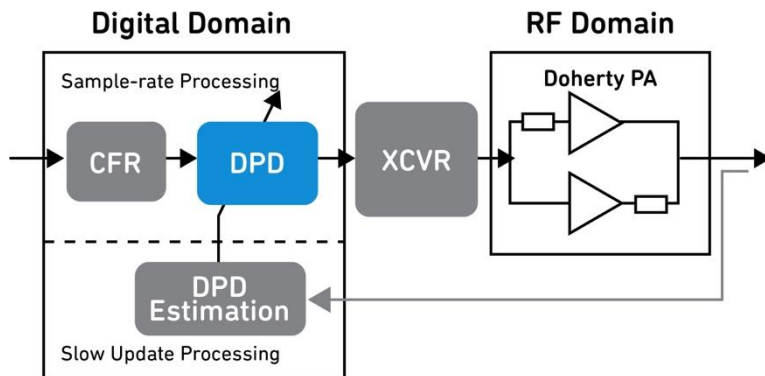 Digital Domain
RF Domain
Sample-rate Processing
Doherty PA
CFR
DPD
XCVR
DPD
Estimation
Slow Update Processing